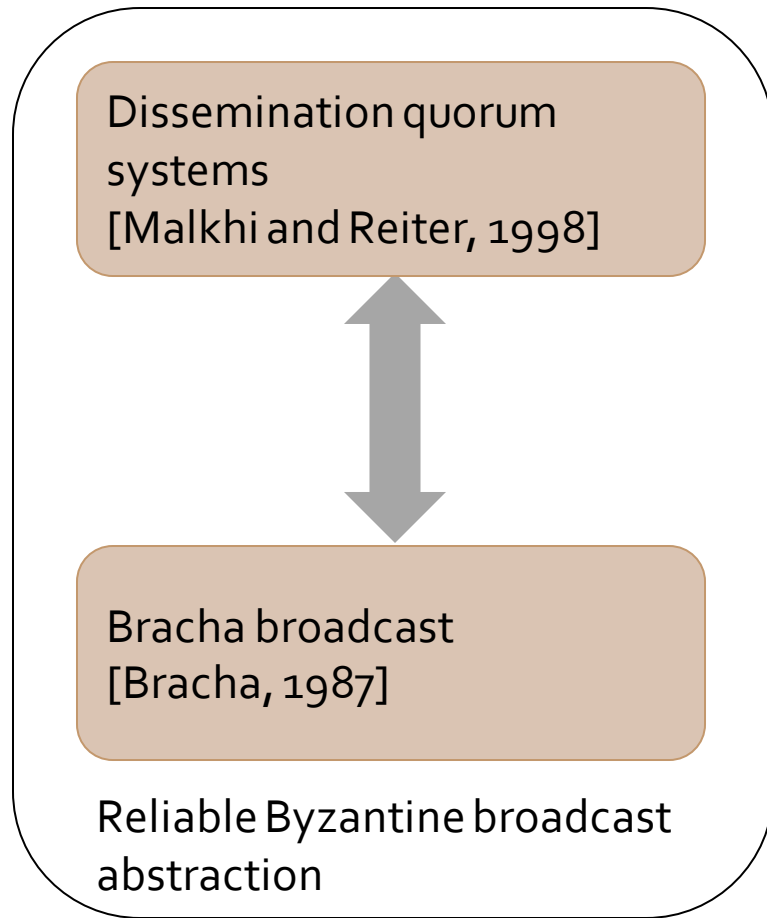 Dissemination quorum
systems
[Malkhi and Reiter, 1998]
Bracha broadcast
[Bracha, 1987]
Reliable Byzantine broadcast
abstraction